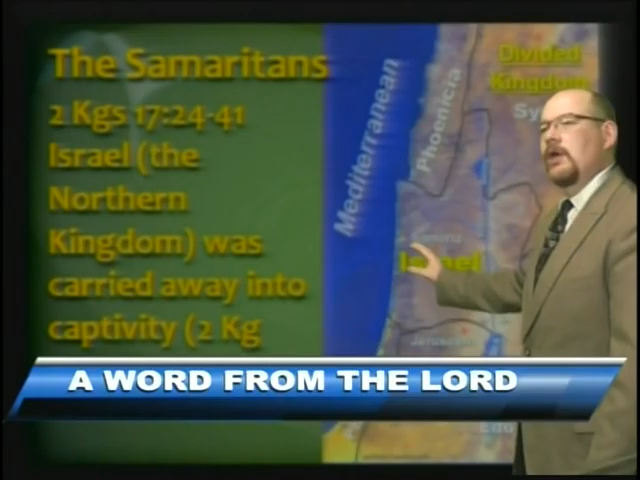 The Samaritans
2 Kgs 17:24-41
Israel (the
Northern
Kingdom) was
carried away into
captivity (2 Kg
Mediterranean
Phoenicia
Divided
Kingdom
Israel
A WORD FROM THE LORD